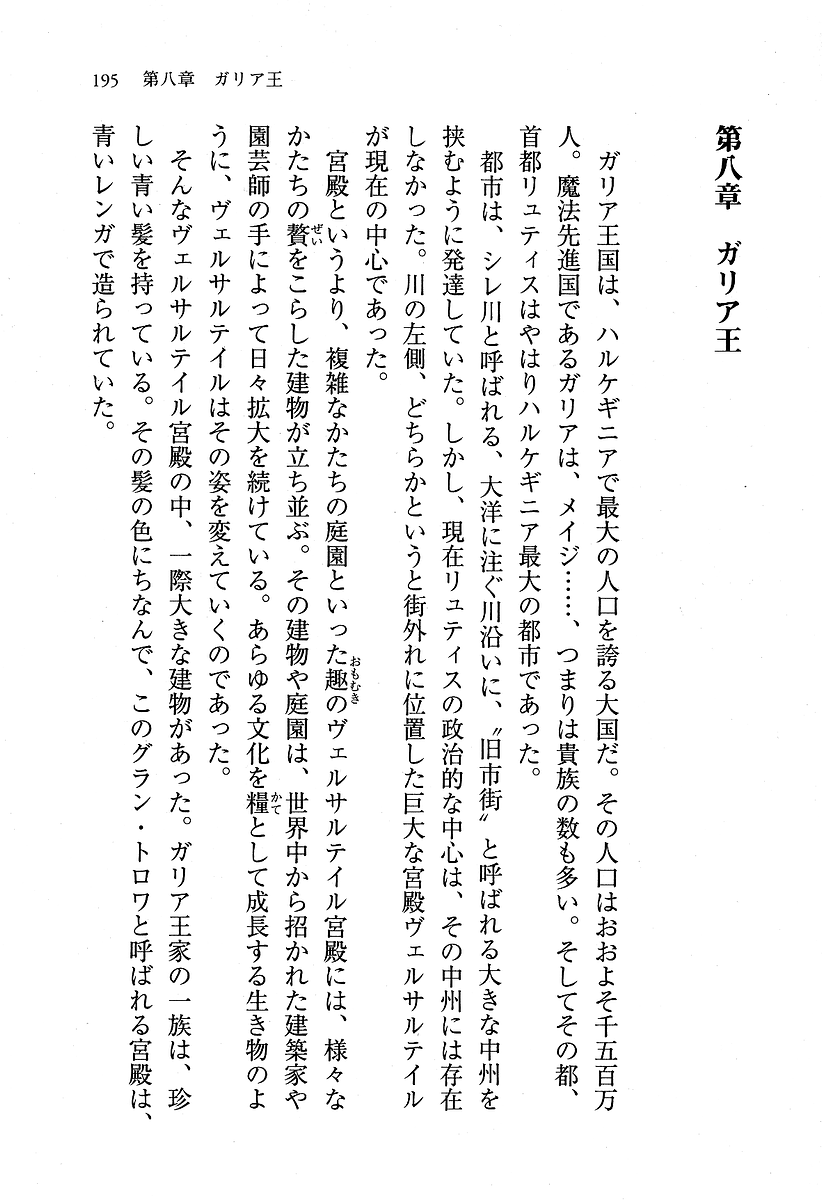 195　第八章　ガリア王
第八章　ガリア王
　ガリア王国は、ハルケギニアで最大の人口を誇る大国だ。その人口はおおよそ千五百万
人。魔法先進国であるガリアは、メイジ……、つまりは貴族の数も多い。そしてその都、
首都リュティスはやはりハルケギニア最大の都市であった。
　都市は、シレ川と呼ばれる、大洋に注ぐ川沿いに、〝旧市街〟と呼ばれる大きな中州を
挟むように発達していた。しかし、現在リュティスの政治的な中心は、その中州には存在
しなかった。川の左側、どちらかというと街外れに位置した巨大な宮殿ヴェルサルテイル
が現在の中心であった。
　宮殿というより、複雑なかたちの庭園といった趣おもむきのヴェルサルテイル宮殿には、様々な
かたちの贅ぜいをこらした建物が立ち並ぶ。その建物や庭園は、世界中から招かれた建築家や
園芸師の手によって日々拡大を続けている。あらゆる文化を糧かてとして成長する生き物のよ
うに、ヴェルサルテイルはその姿を変えていくのであった。
　そんなヴェルサルテイル宮殿の中、一際大きな建物があった。ガリア王家の一族は、珍
しい青い髪を持っている。その髪の色にちなんで、このグラン・トロワと呼ばれる宮殿は、
青いレンガで造られていた。